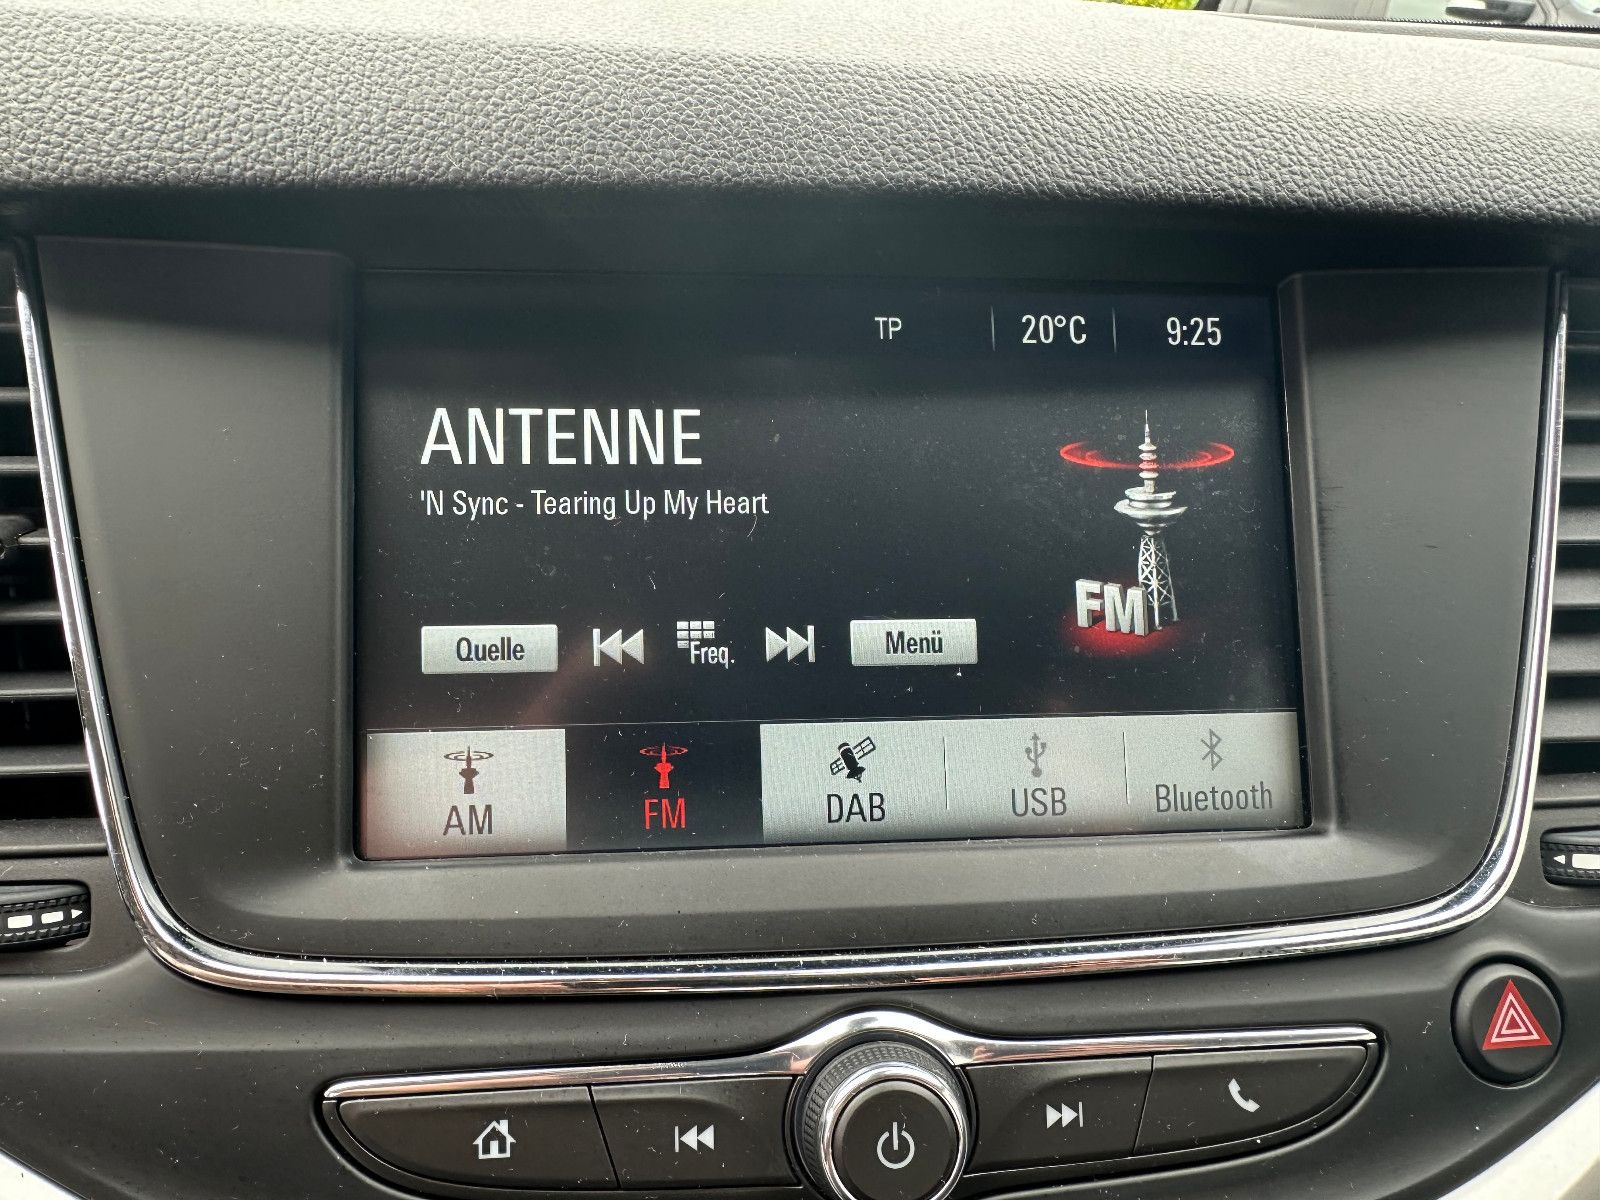 TP 20°C 9:25
ANTENNE
'N Sync - Tearing Up My Heart
FM
Quelle Freq. Menü
AM FM DAB USB Bluetooth